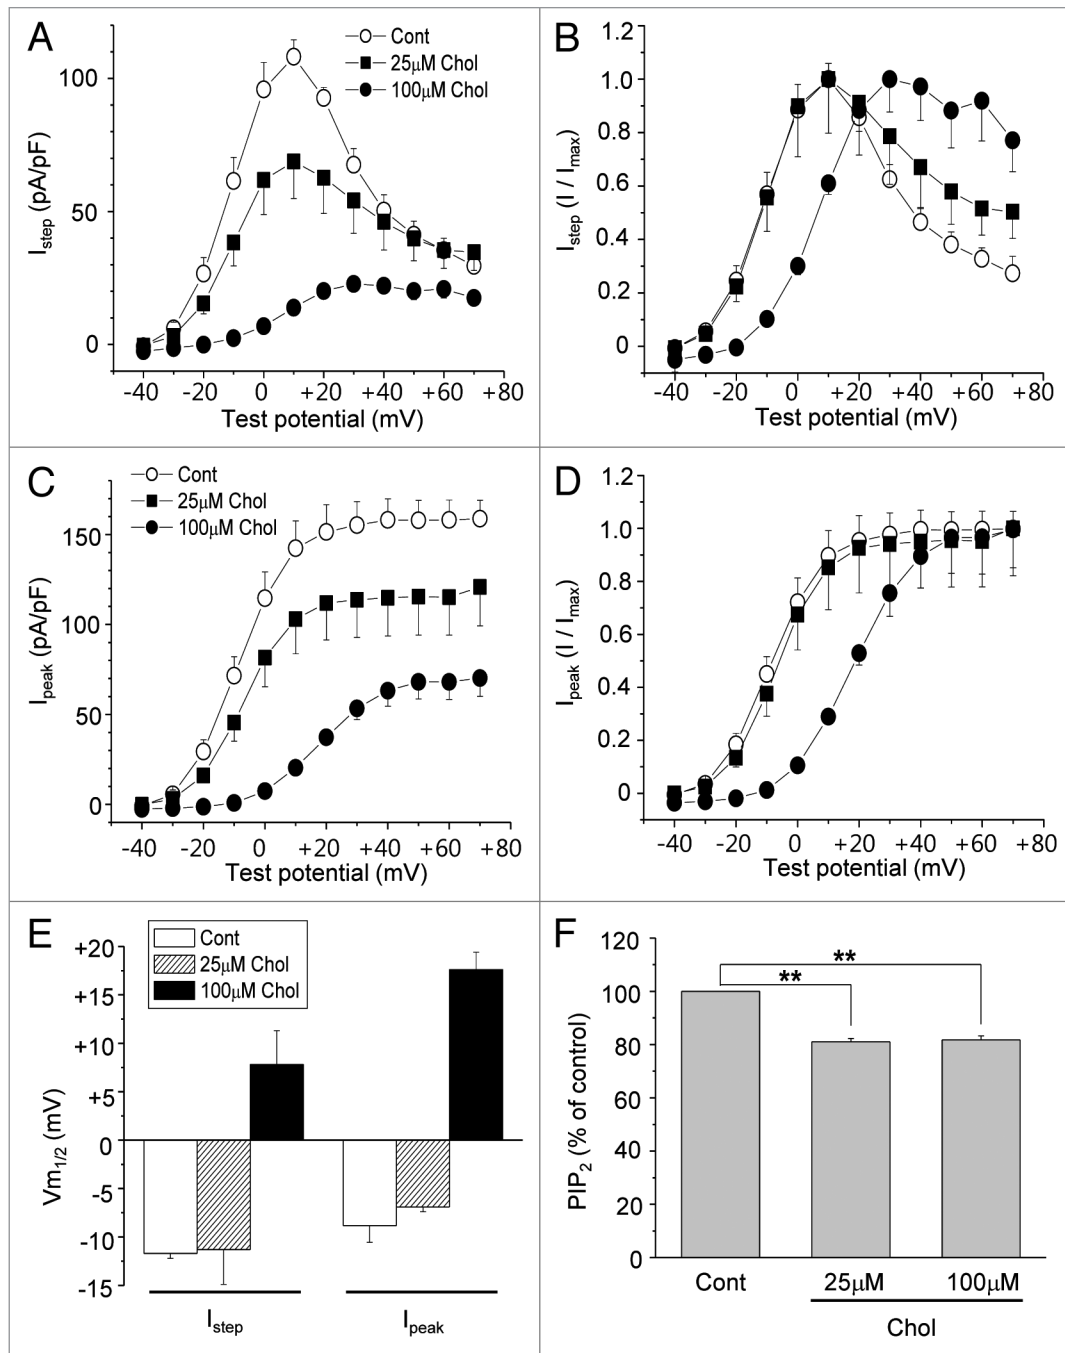 A
Cont
25μM Chol
100μM Chol
100
50
0
Istep (pA/pF)
-40 -20 0 +20 +40 +60 +80
Test potential (mV)
B
1.2
1.0
0.8
0.6
0.4
0.2
0
Istep (I / Imax)
-40 -20 0 +20 +40 +60 +80
Test potential (mV)
C
Cont
25μM Chol
100μM Chol
150
100
50
0
Ipeak (pA/pF)
-40 -20 0 +20 +40 +60 +80
Test potential (mV)
D
1.2
1.0
0.8
0.6
0.4
0.2
0
Ipeak (I / Imax)
-40 -20 0 +20 +40 +60 +80
Test potential (mV)
E
Cont
25μM Chol
100μM Chol
+20
+15
+10
+5
0
-5
-10
-15
Vm1/2 (mV)
Istep Ipeak
F
120
100
80
60
40
20
0
PIP2 (% of control)
**
**
Cont 25μM 100μM
Chol